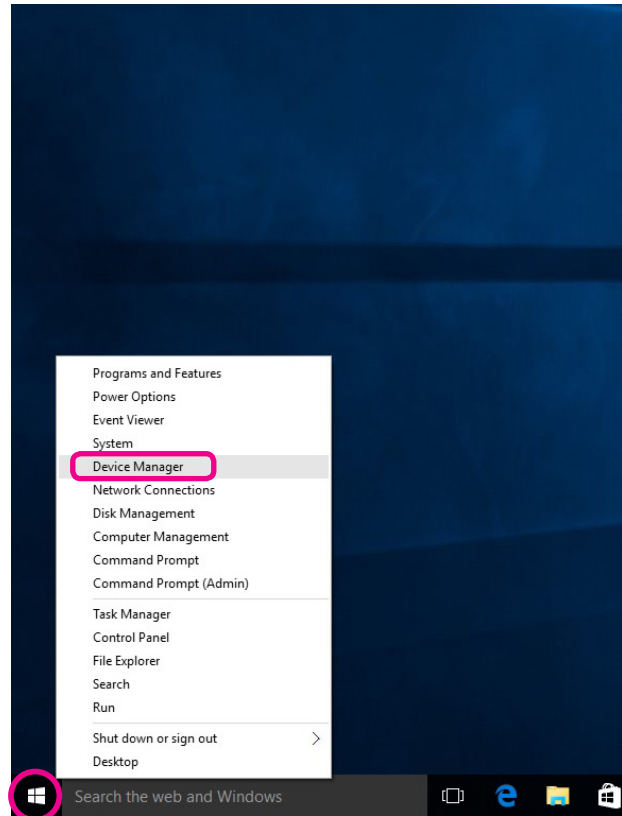 Programs and Features
Power Options
Event Viewer
System
Device Manager
Network Connections
Disk Management
Computer Management
Command Prompt
Command Prompt (Admin)
Task Manager
Control Panel
File Explorer
Search
Run
Shut down or sign out
Desktop
Search the web and Windows